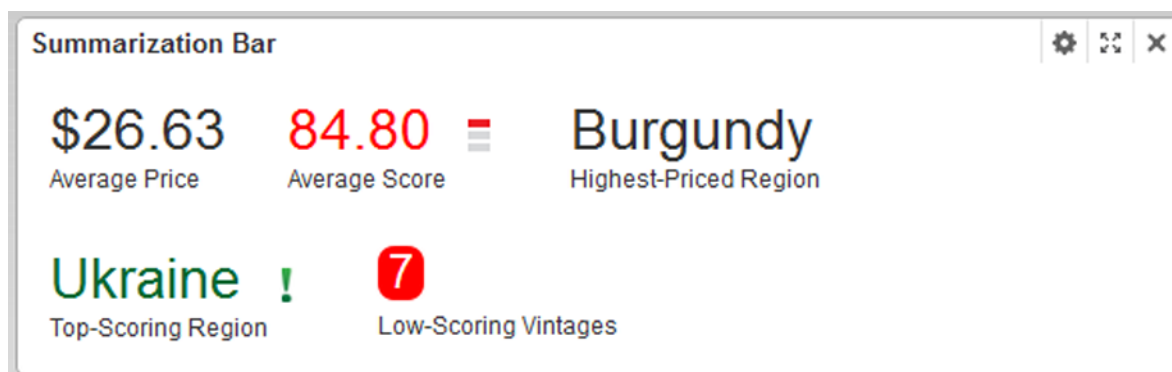 Summarization Bar
$26.63 84.80 Burgundy
Average Price Average Score Highest-Priced Region
Ukraine ! 7
Top-Scoring Region Low-Scoring Vintages